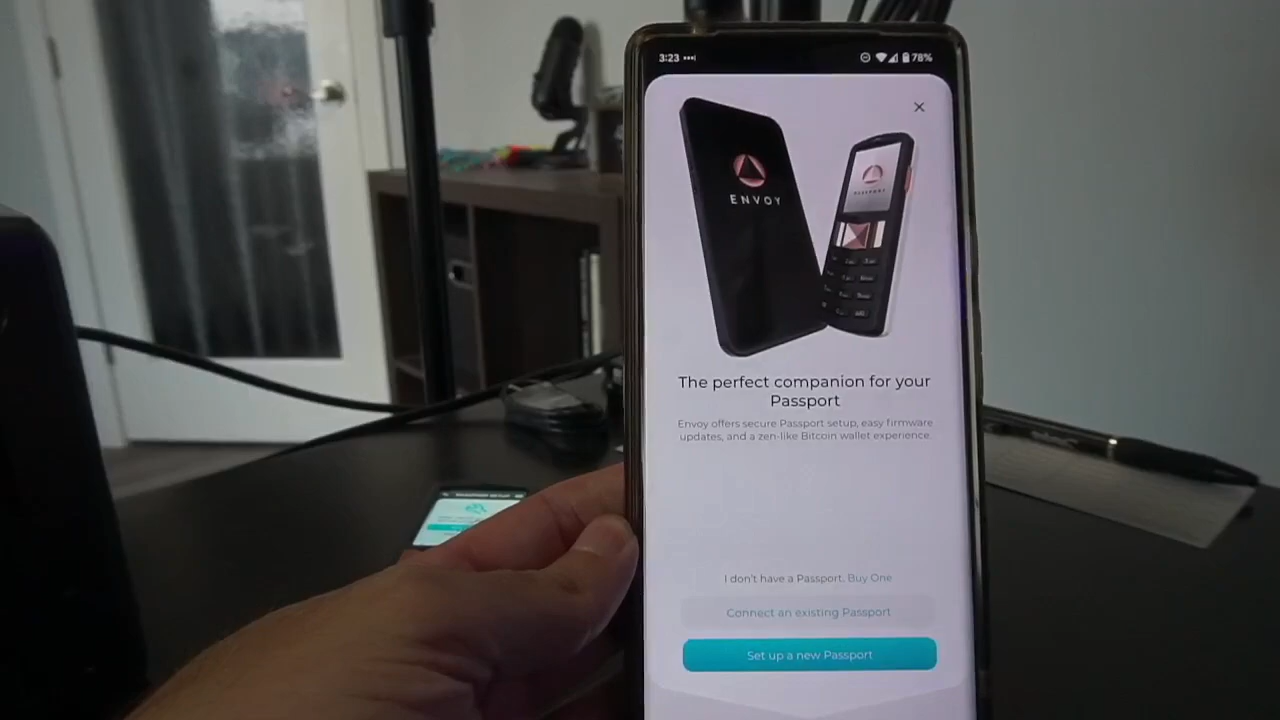 3:23
78%
ENVOY
PASSPORT
The perfect companion for your
Passport
Envoy offers secure Passport setup, easy firmware
updates, and a zen-like Bitcoin wallet experience.
I don't have a Passport. Buy One
Connect an existing Passport
Set up a new Passport